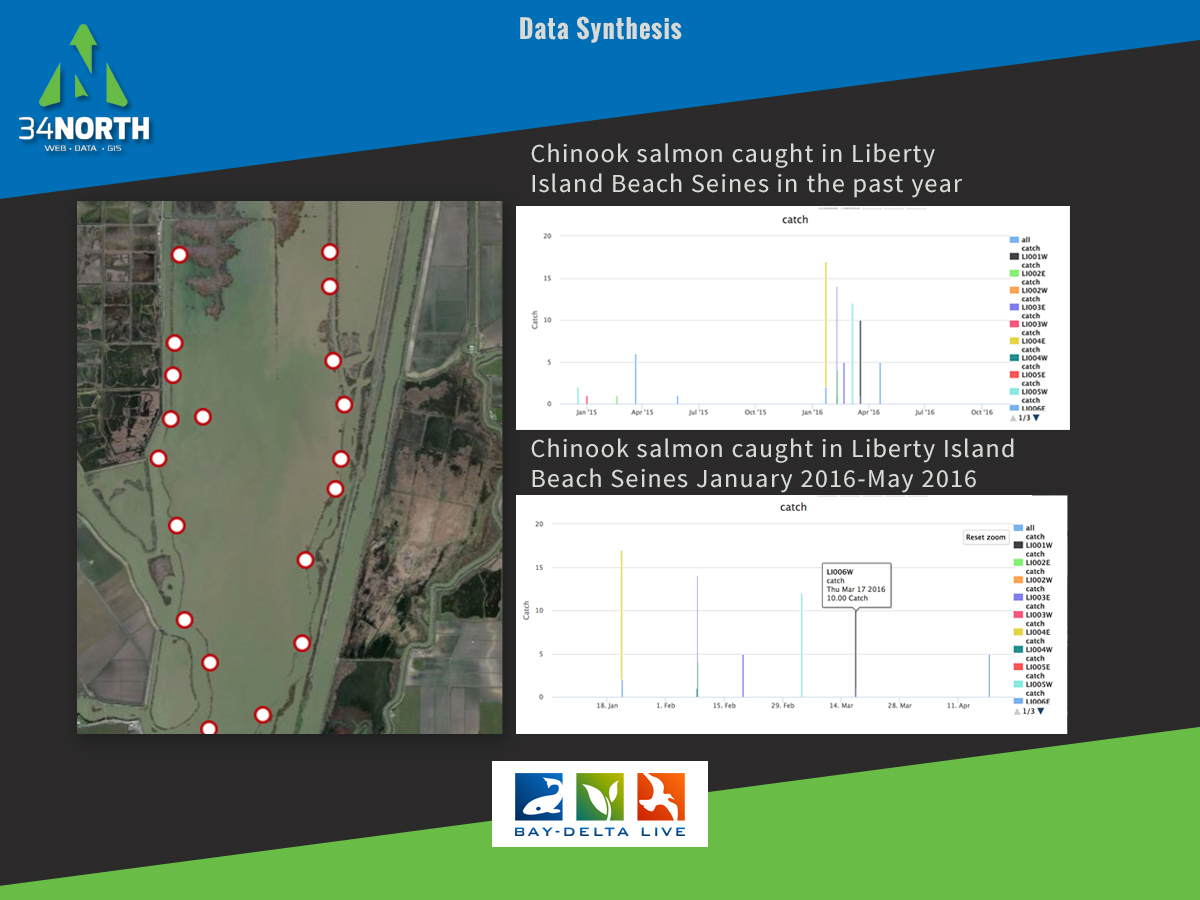 Data Synthesis
34NORTH
WEB • DATA • GIS
Chinook salmon caught in Liberty
Island Beach Seines in the past year
catch
20
15
10
5
0
Catch
Jan '15
Apr '15
Jul '15
Oct '15
Jan '16
Apr '16
Jul '16
Oct '16
all
catch
LI001W
catch
LI002E
catch
LI002W
catch
LI003E
catch
LI003W
catch
LI004E
catch
LI004W
catch
LI005E
catch
LI005W
catch
LI006E
1/3
Chinook salmon caught in Liberty Island
Beach Seines January 2016-May 2016
catch
20
15
10
5
0
Catch
Reset zoom
LI006W
catch
Thu Mar 17 2016
10.00 Catch
18. Jan
1. Feb
15. Feb
29. Feb
14. Mar
28. Mar
11. Apr
all
catch
LI001W
catch
LI002E
catch
LI002W
catch
LI003E
catch
LI003W
catch
LI004E
catch
LI004W
catch
LI005E
catch
LI005W
catch
LI006E
1/3
BAY-DELTA LIVE